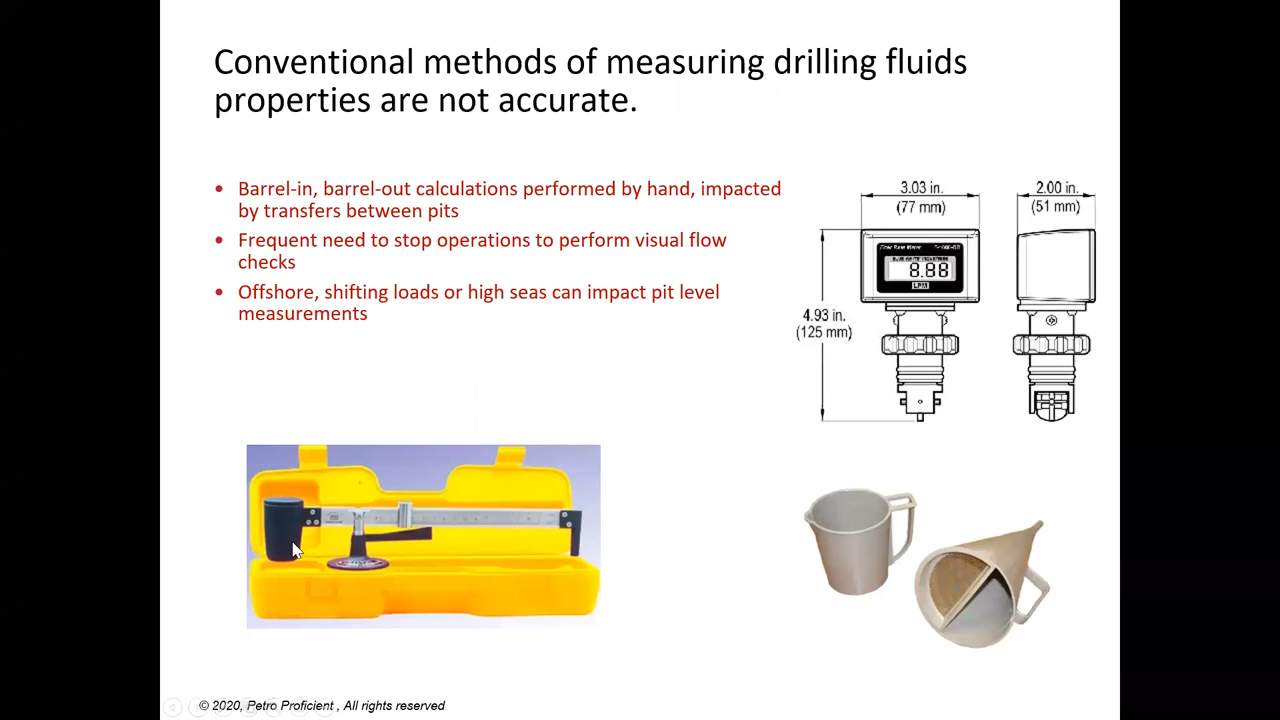 Conventional methods of measuring drilling fluids
properties are not accurate.
• Barrel-in, barrel-out calculations performed by hand, impacted
by transfers between pits
• Frequent need to stop operations to perform visual flow
checks
• Offshore, shifting loads or high seas can impact pit level
measurements
3.03 in.
(77 mm)
2.00 in.
(51 mm)
8.88
LPM
4.93 in.
(125 mm)
© 2020, Petro Proficient , All rights reserved